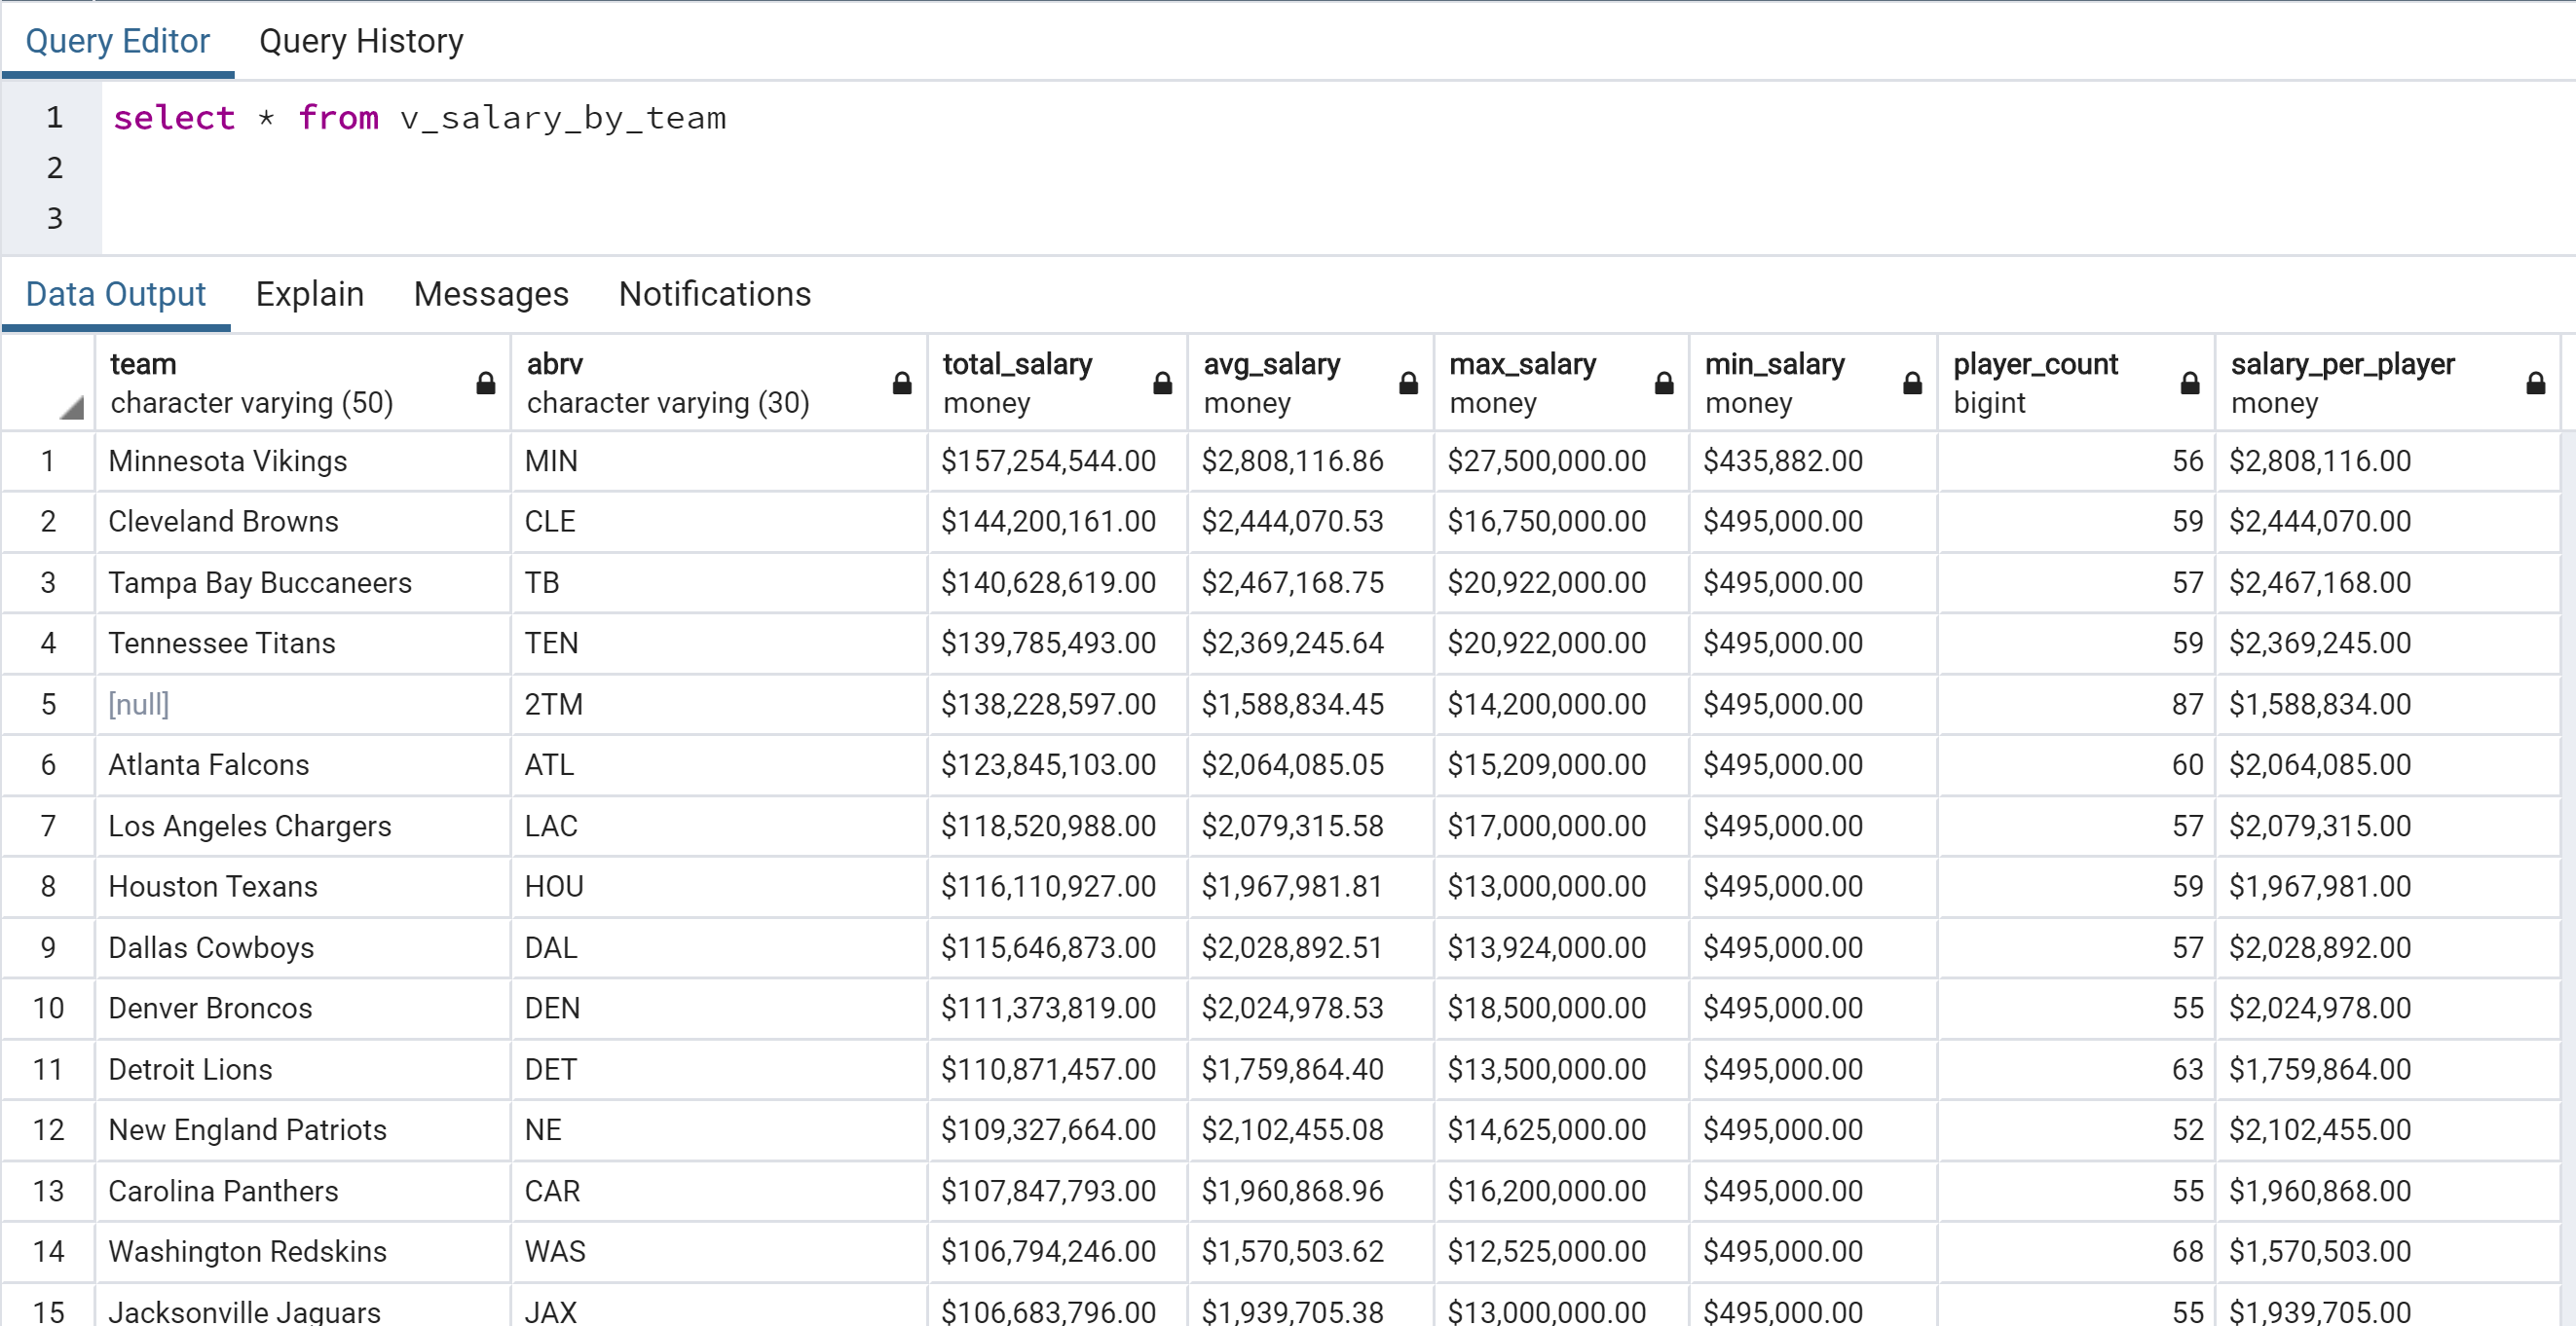 Query Editor Query History
1 select * from v_salary_by_team
2
3
Data Output Explain Messages Notifications
team abrv total_salary avg_salary max_salary min_salary player_count salary_per_player
character varying (50) character varying (30) money money money money bigint money
1 Minnesota Vikings MIN $157,254,544.00 $2,808,116.86 $27,500,000.00 $435,882.00 56 $2,808,116.00
2 Cleveland Browns CLE $144,200,161.00 $2,444,070.53 $16,750,000.00 $495,000.00 59 $2,444,070.00
3 Tampa Bay Buccaneers TB $140,628,619.00 $2,467,168.75 $20,922,000.00 $495,000.00 57 $2,467,168.00
4 Tennessee Titans TEN $139,785,493.00 $2,369,245.64 $20,922,000.00 $495,000.00 59 $2,369,245.00
5 [null] 2TM $138,228,597.00 $1,588,834.45 $14,200,000.00 $495,000.00 87 $1,588,834.00
6 Atlanta Falcons ATL $123,845,103.00 $2,064,085.05 $15,209,000.00 $495,000.00 60 $2,064,085.00
7 Los Angeles Chargers LAC $118,520,988.00 $2,079,315.58 $17,000,000.00 $495,000.00 57 $2,079,315.00
8 Houston Texans HOU $116,110,927.00 $1,967,981.81 $13,000,000.00 $495,000.00 59 $1,967,981.00
9 Dallas Cowboys DAL $115,646,873.00 $2,028,892.51 $13,924,000.00 $495,000.00 57 $2,028,892.00
10 Denver Broncos DEN $111,373,819.00 $2,024,978.53 $18,500,000.00 $495,000.00 55 $2,024,978.00
11 Detroit Lions DET $110,871,457.00 $1,759,864.40 $13,500,000.00 $495,000.00 63 $1,759,864.00
12 New England Patriots NE $109,327,664.00 $2,102,455.08 $14,625,000.00 $495,000.00 52 $2,102,455.00
13 Carolina Panthers CAR $107,847,793.00 $1,960,868.96 $16,200,000.00 $495,000.00 55 $1,960,868.00
14 Washington Redskins WAS $106,794,246.00 $1,570,503.62 $12,525,000.00 $495,000.00 68 $1,570,503.00
15 Jacksonville Jaguars JAX $106,683,796.00 $1,939,705.38 $13,000,000.00 $495,000.00 55 $1,939,705.00